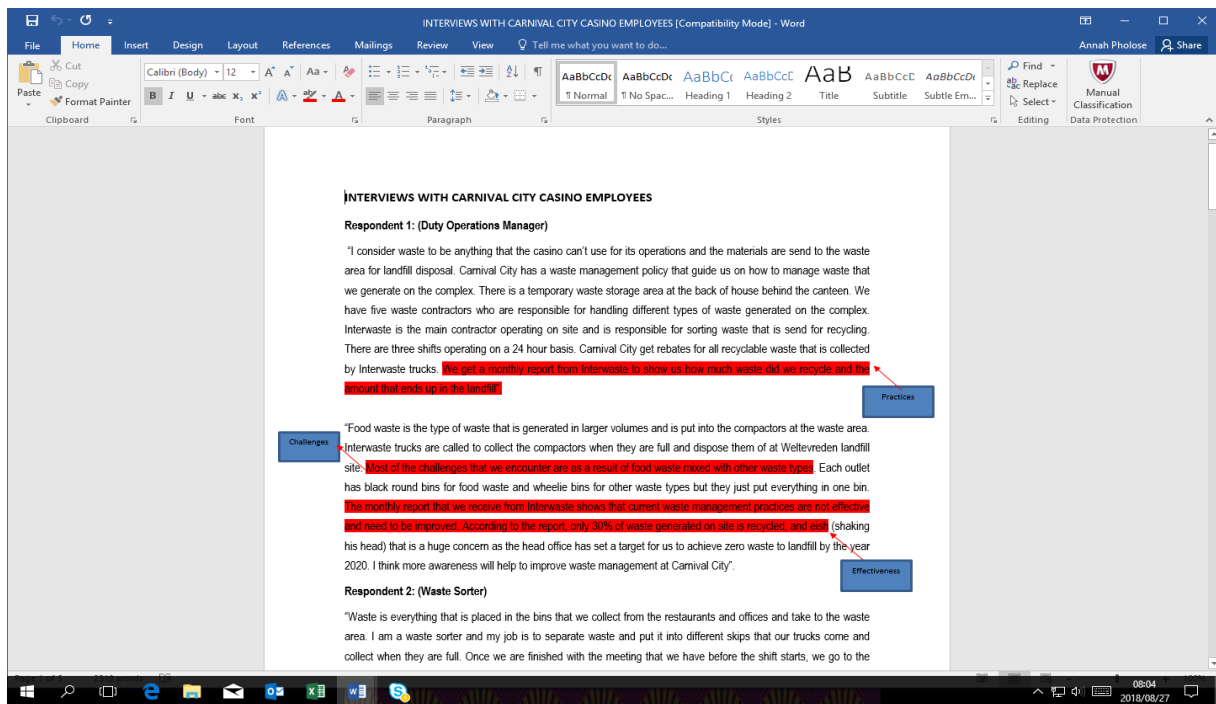 INTERVIEWS WITH CARNIVAL CITY CASINO EMPLOYEES [Compatibility Mode] - Word
File Home Insert Design Layout References Mailings Review View Tell me what you want to do... Annah Pholose Share
Paste Cut
Copy
Format Painter
Calibri (Body) 12 Aa
B I U abc X₂ X² A
AaBbCcDc AaBbCcDc AaBbCc AaBbCcC AaB AaBbCcC AaBbCcDc
¶ Normal ¶ No Spac... Heading 1 Heading 2 Title Subtitle Subtle Em...
Find
Replace
Select
Manual
Classification
Clipboard Font Paragraph Styles Editing Data Protection
INTERVIEWS WITH CARNIVAL CITY CASINO EMPLOYEES
Respondent 1: (Duty Operations Manager)
“I consider waste to be anything that the casino can’t use for its operations and the materials are send to the waste
area for landfill disposal. Carnival City has a waste management policy that guide us on how to manage waste that
we generate on the complex. There is a temporary waste storage area at the back of house behind the canteen. We
have five waste contractors who are responsible for handling different types of waste generated on the complex.
Interwaste is the main contractor operating on site and is responsible for sorting waste that is send for recycling.
There are three shifts operating on a 24 hour basis. Carnival City get rebates for all recyclable waste that is collected
by Interwaste trucks. We get a monthly report from Interwaste to show us how much waste did we recycle and the
amount that ends up in the landfill”.
Practices
“Food waste is the type of waste that is generated in larger volumes and is put into the compactors at the waste area.
Challenges
Interwaste trucks are called to collect the compactors when they are full and dispose them of at Weltevreden landfill
site. Most of the challenges that we encounter are as a result of food waste mixed with other waste types. Each outlet
has black round bins for food waste and wheelie bins for other waste types but they just put everything in one bin.
The monthly report that we receive from Interwaste shows that current waste management practices are not effective
and need to be improved. According to the report, only 30% of waste generated on site is recycled, and eish (shaking
his head) that is a huge concern as the head office has set a target for us to achieve zero waste to landfill by the year
2020. I think more awareness will help to improve waste management at Carnival City”.
Effectiveness
Respondent 2: (Waste Sorter)
“Waste is everything that is placed in the bins that we collect from the restaurants and offices and take to the waste
area. I am a waste sorter and my job is to separate waste and put it into different skips that our trucks come and
collect when they are full. Once we are finished with the meeting that we have before the shift starts, we go to the
08:04
2018/08/27